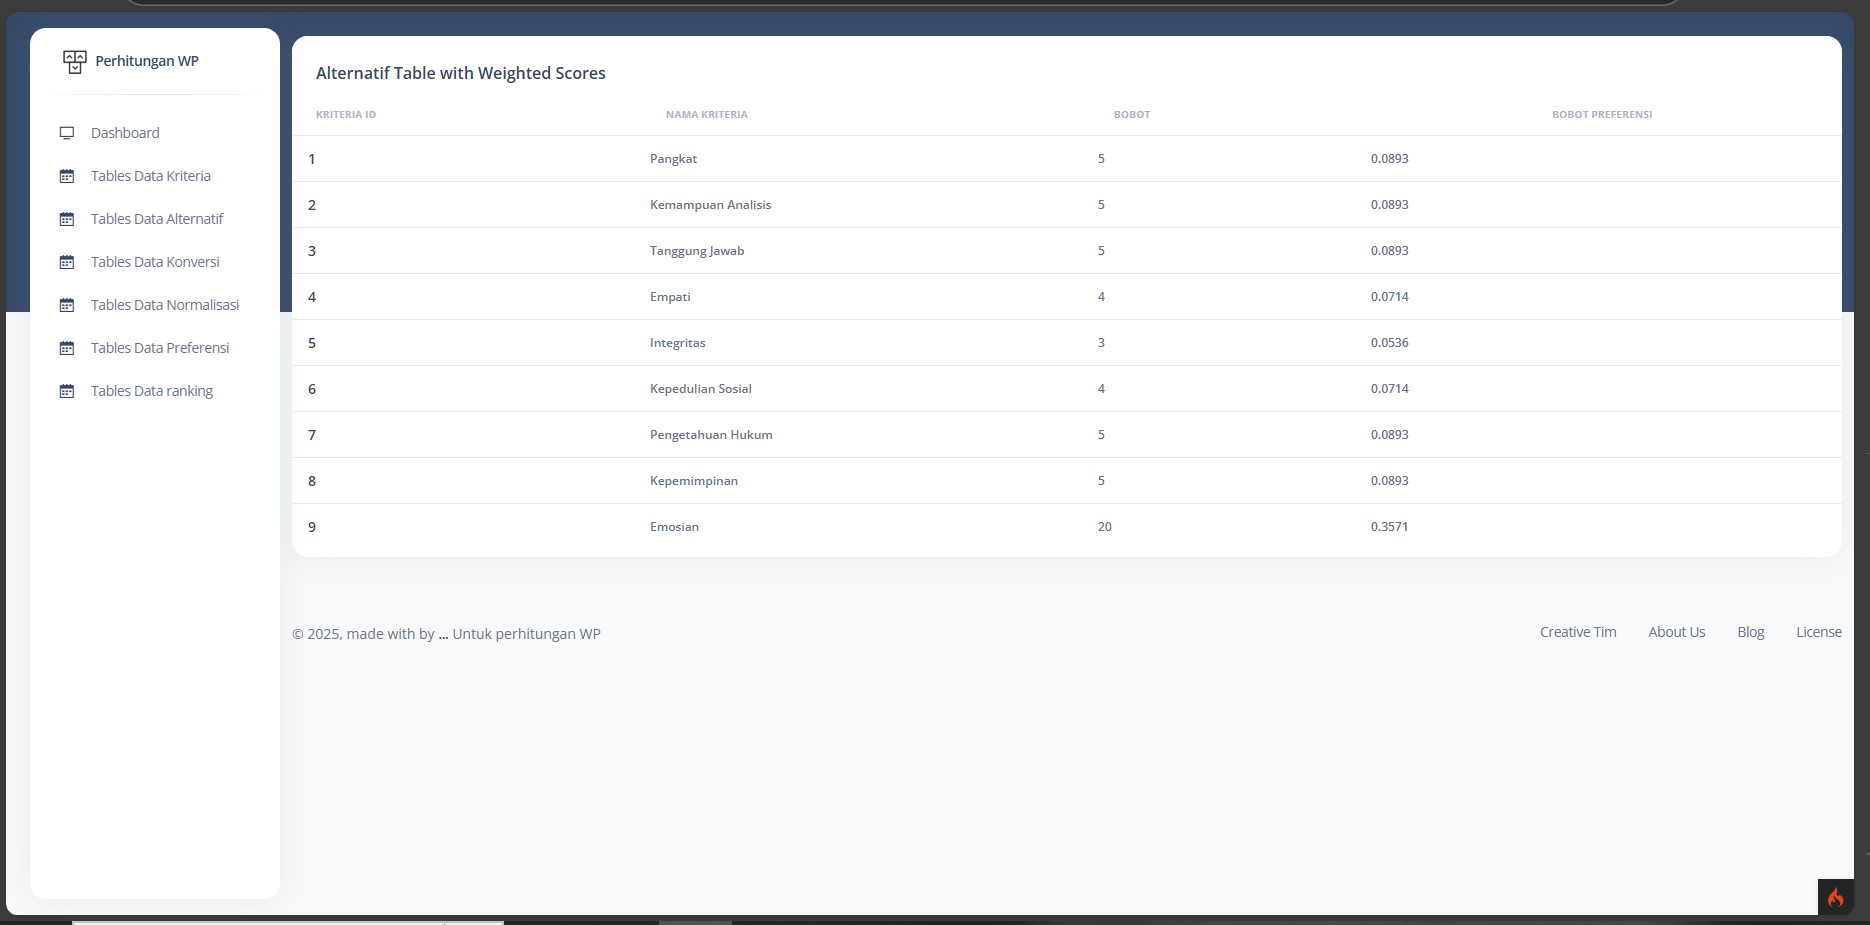 Perhitungan WP
Dashboard
Tables Data Kriteria
Tables Data Alternatif
Tables Data Konversi
Tables Data Normalisasi
Tables Data Preferensi
Tables Data ranking
Alternatif Table with Weighted Scores
KRITERIA ID NAMA KRITERIA BOBOT BOBOT PREFERENSI
1 Pangkat 5 0.0893
2 Kemampuan Analisis 5 0.0893
3 Tanggung Jawab 5 0.0893
4 Empati 4 0.0714
5 Integritas 3 0.0536
6 Kepedulian Sosial 4 0.0714
7 Pengetahuan Hukum 5 0.0893
8 Kepemimpinan 5 0.0893
9 Emosian 20 0.3571
© 2025, made with by ... Untuk perhitungan WP
Creative Tim About Us Blog License